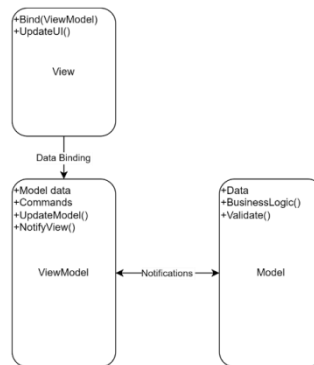 +Bind(ViewModel)
+UpdateUI()
View
Data Binding
+Model data
+Commands
+UpdateModel()
+NotifyView()
ViewModel
Notifications
+Data
+BusinessLogic()
+Validate()
Model